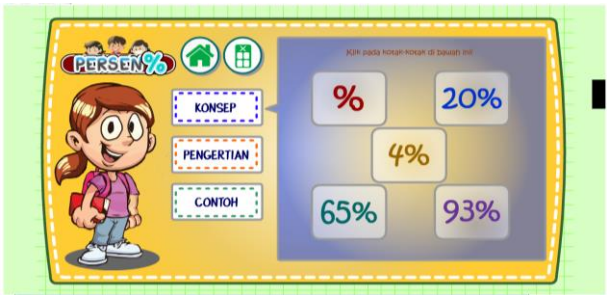 PERSEN%
Klik pada kotak-kotak di bawah ini
KONSEP
PENGERTIAN
CONTOH
%
20%
4%
65%
93%